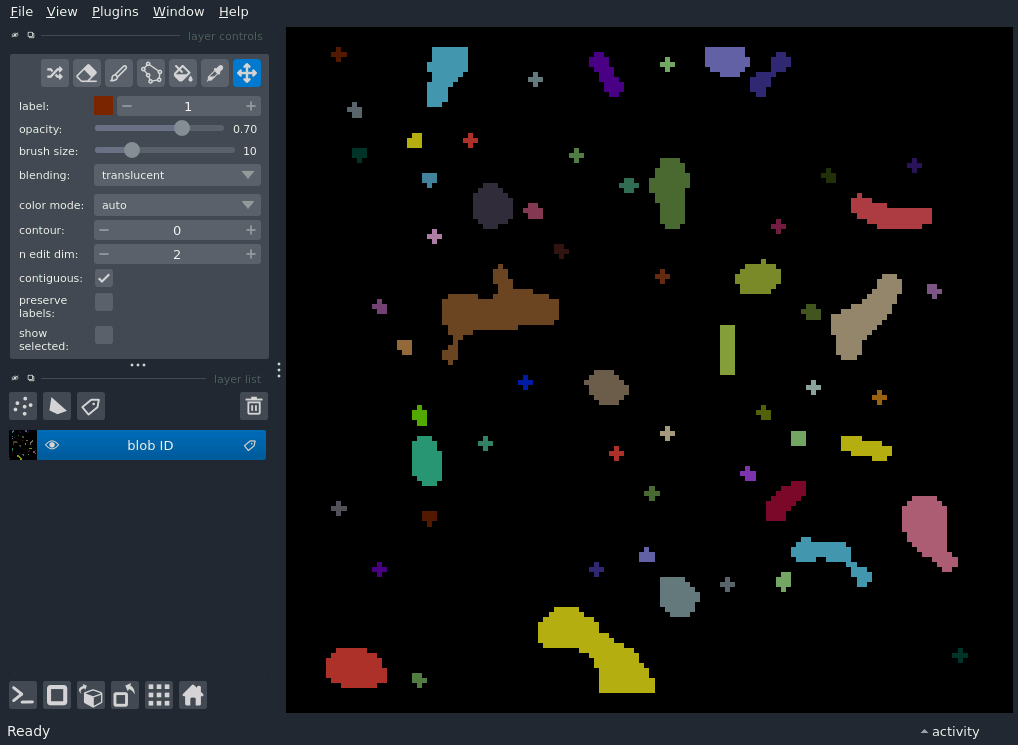 File View Plugins Window Help
layer controls
label: 1
opacity: 0.70
brush size: 10
blending: translucent
color mode: auto
contour: 0
n edit dim: 2
contiguous:
preserve
labels:
show
selected:
layer list
blob ID
Ready
activity